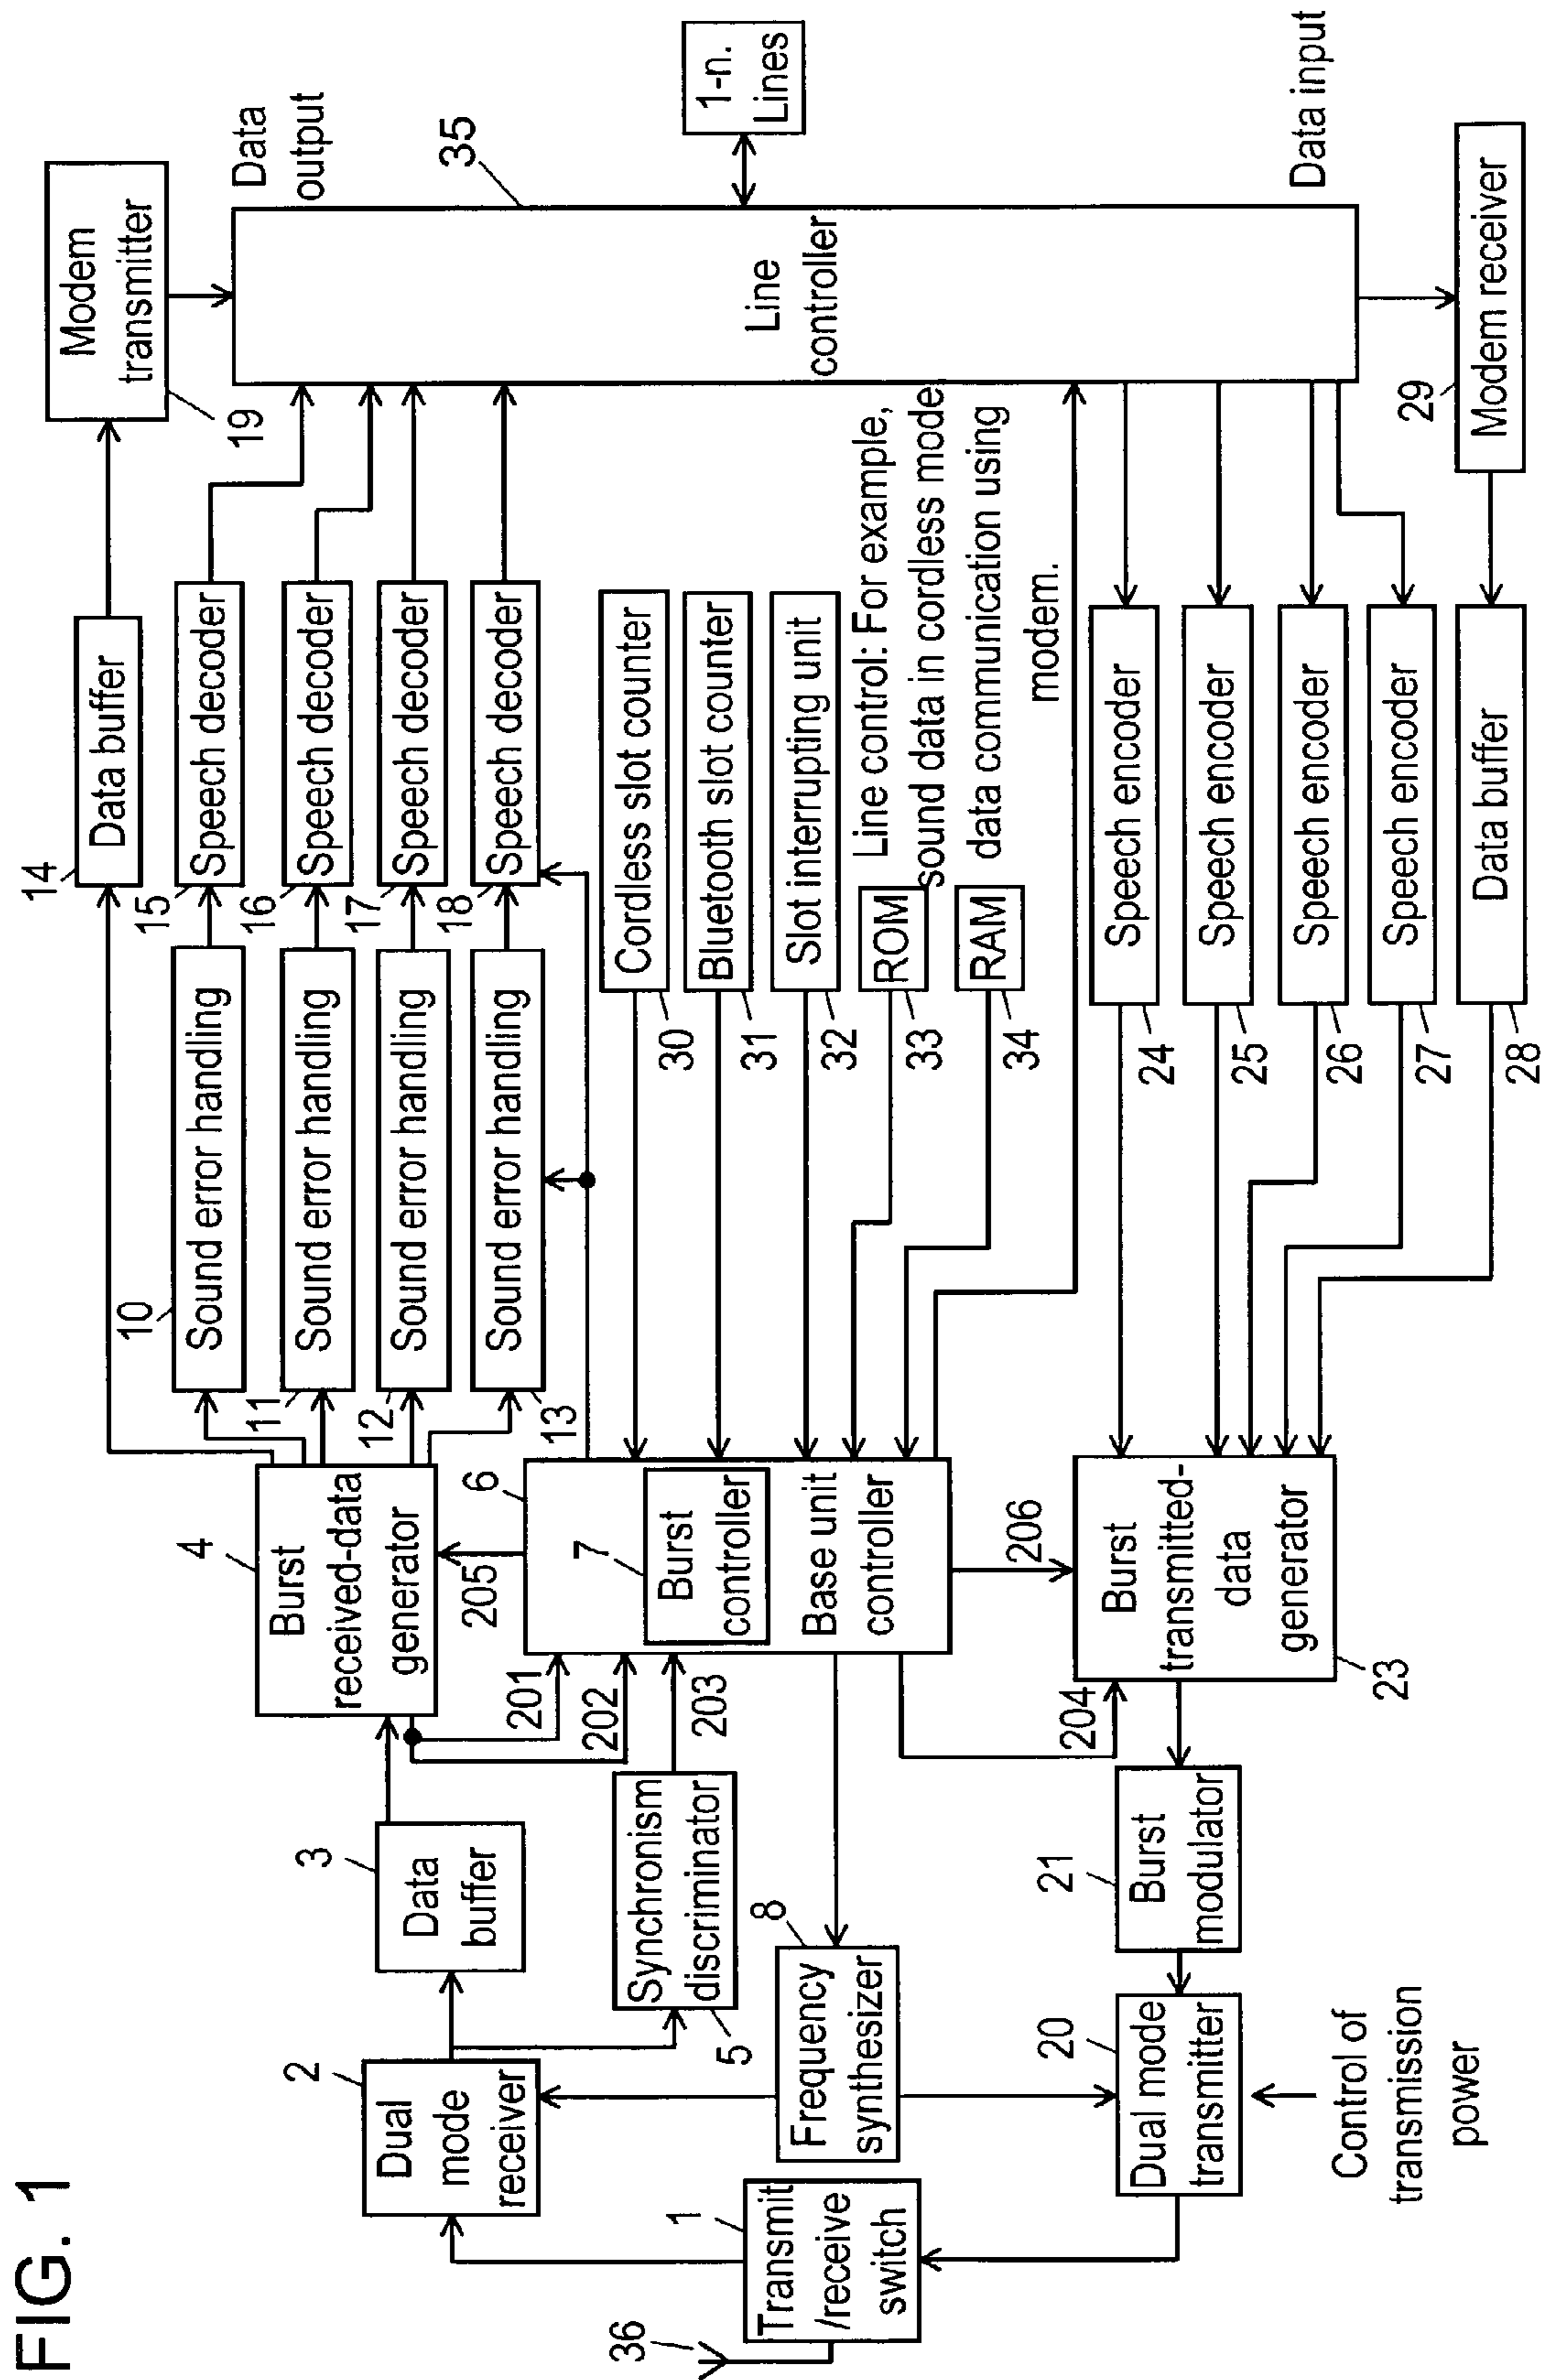 FIG. 1
36
1
Transmit
/receive
switch
2
Dual
mode
receiver
3
Data
buffer
4
Burst
received-data
generator
5
Synchronism
discriminator
201
202
203
205
6
7
Burst
controller
Base unit
controller
8
Frequency
synthesizer
204
206
20
Dual mode
transmitter
Control of
transmission
power
21
Burst
modulator
23
Burst
transmitted-
data
generator
10
Sound error handling
11
Sound error handling
12
Sound error handling
13
Sound error handling
14
Data buffer
15
Speech decoder
16
Speech decoder
17
Speech decoder
18
Speech decoder
19
Modem
transmitter
30
Cordless slot counter
31
Bluetooth slot counter
32
Slot interrupting unit
33
ROM
34
RAM
Line control: For example,
sound data in cordless mode
data communication using
modem.
24
Speech encoder
25
Speech encoder
26
Speech encoder
27
Speech encoder
28
Data buffer
29
Modem receiver
35
Line
controller
Data
output
1-n.
Lines
Data input